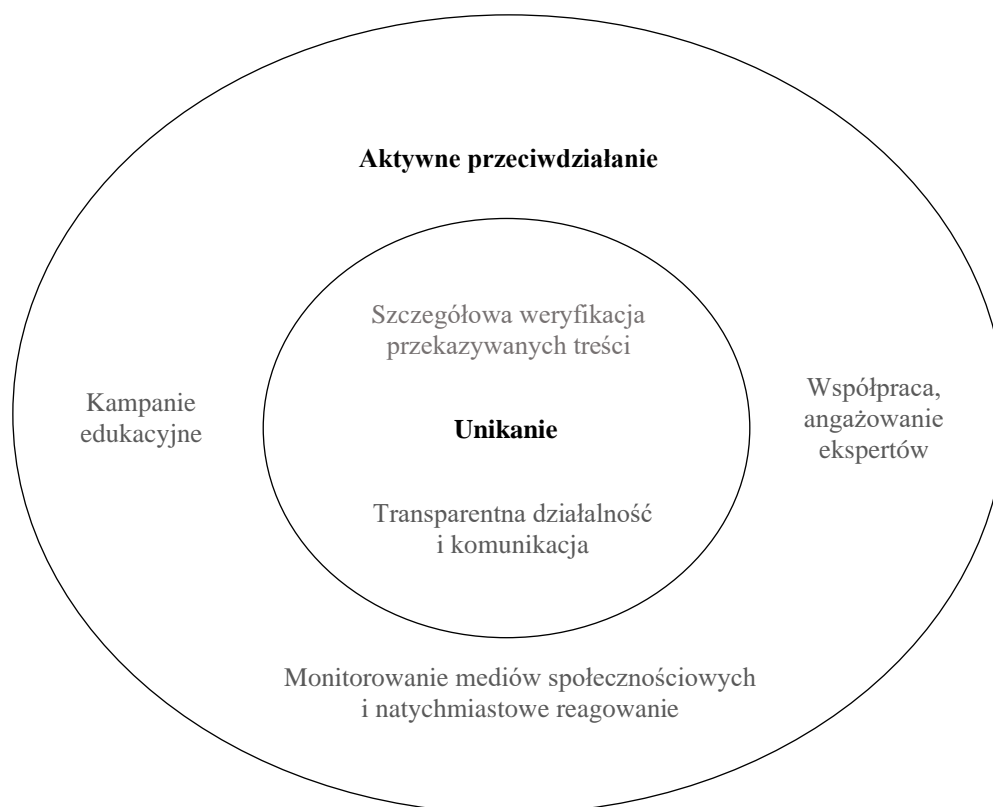 Aktywne przeciwdziałanie
Szczegółowa weryfikacja
przekazywanych treści
Kampanie
edukacyjne
Unikanie
Współpraca,
angażowanie
ekspertów
Transparentna działalność
i komunikacja
Monitorowanie mediów społecznościowych
i natychmiastowe reagowanie